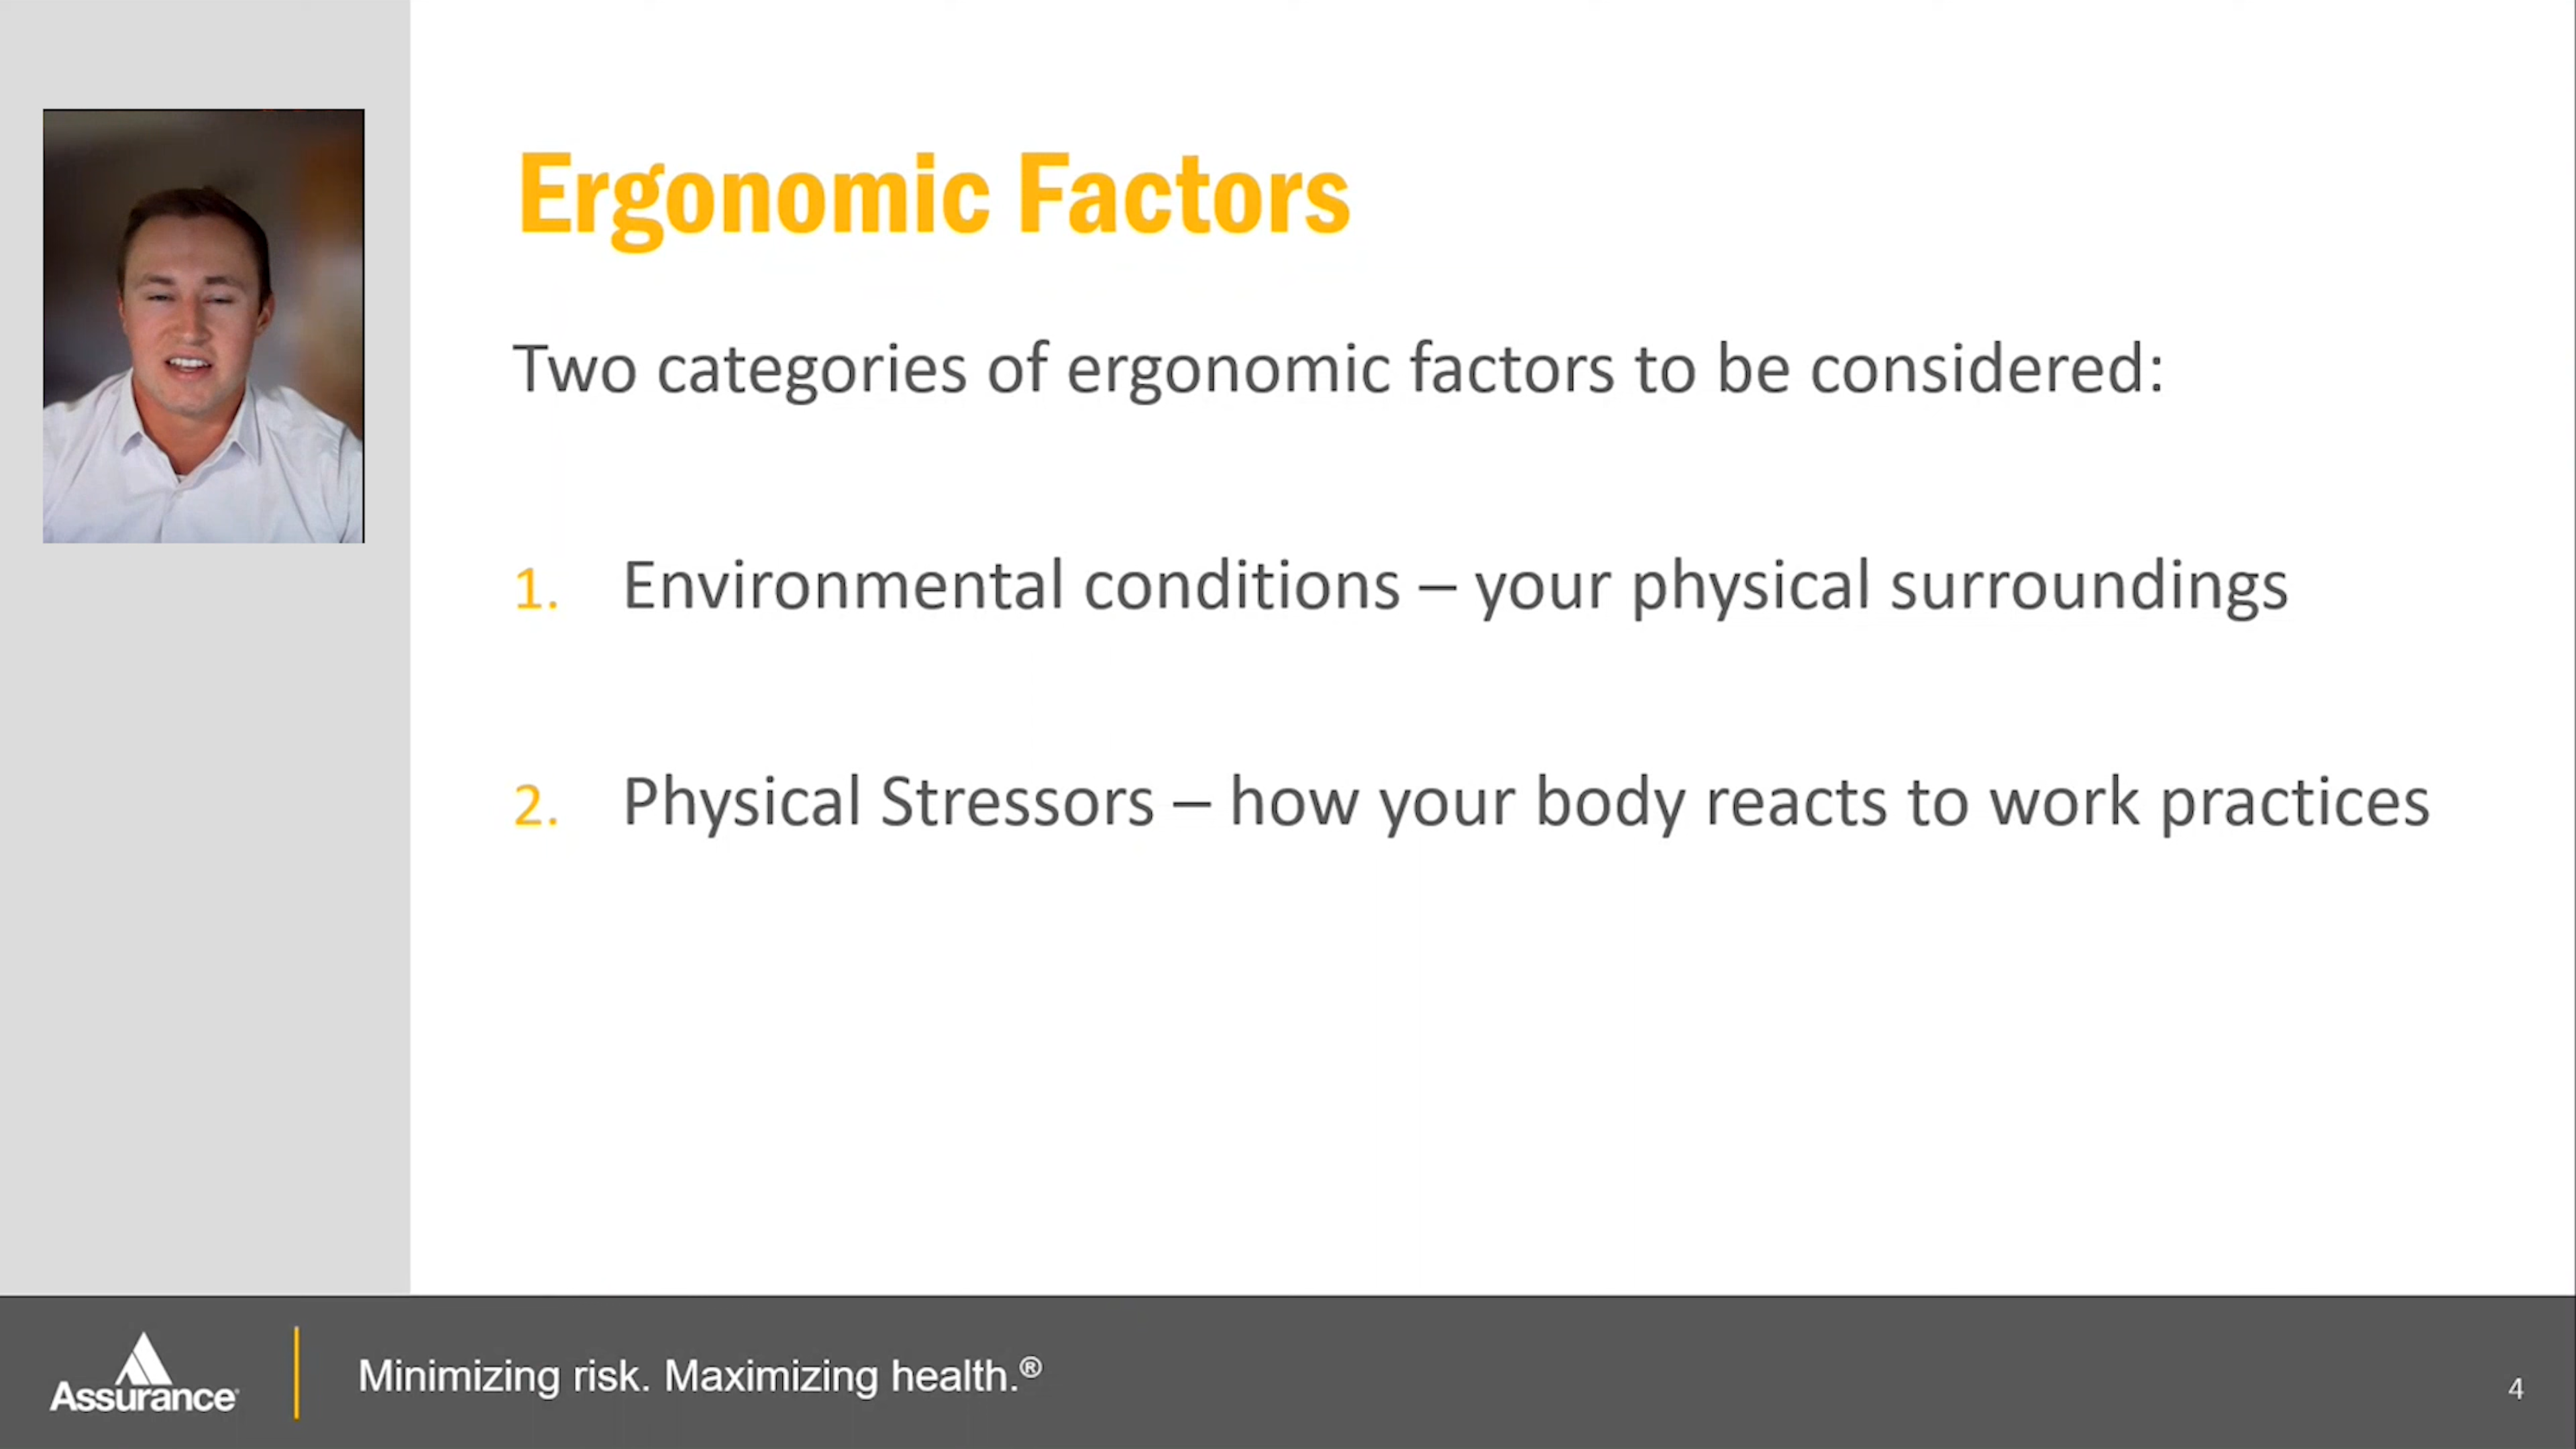 Ergonomic Factors
Two categories of ergonomic factors to be considered:
1. Environmental conditions – your physical surroundings
2. Physical Stressors – how your body reacts to work practices
Assurance
Minimizing risk. Maximizing health.®
4